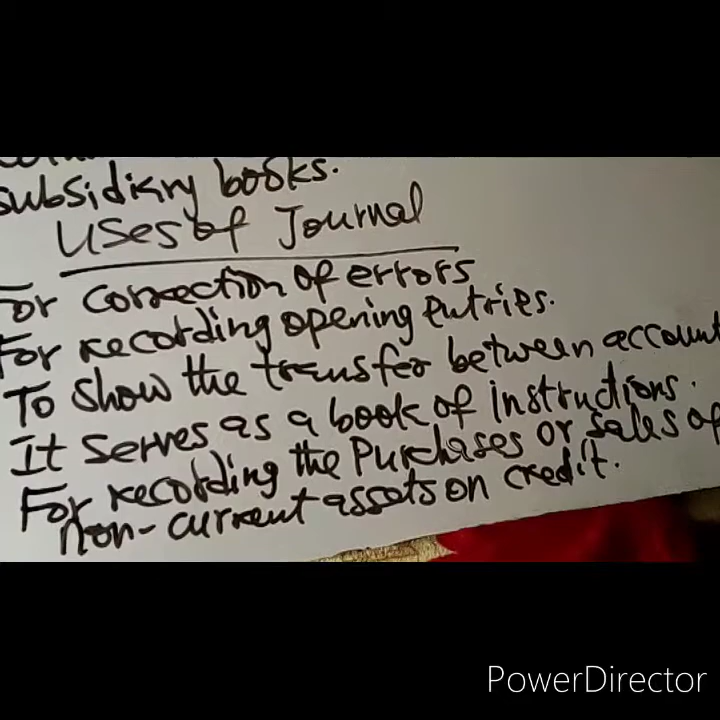 subsidiary books.
Uses of Journal
For correction of errors
For recording opening entries.
To show the transfer between account
It serves as a book of instructions.
For recording the Purchases or sales of
non-current assets on credit.
PowerDirector